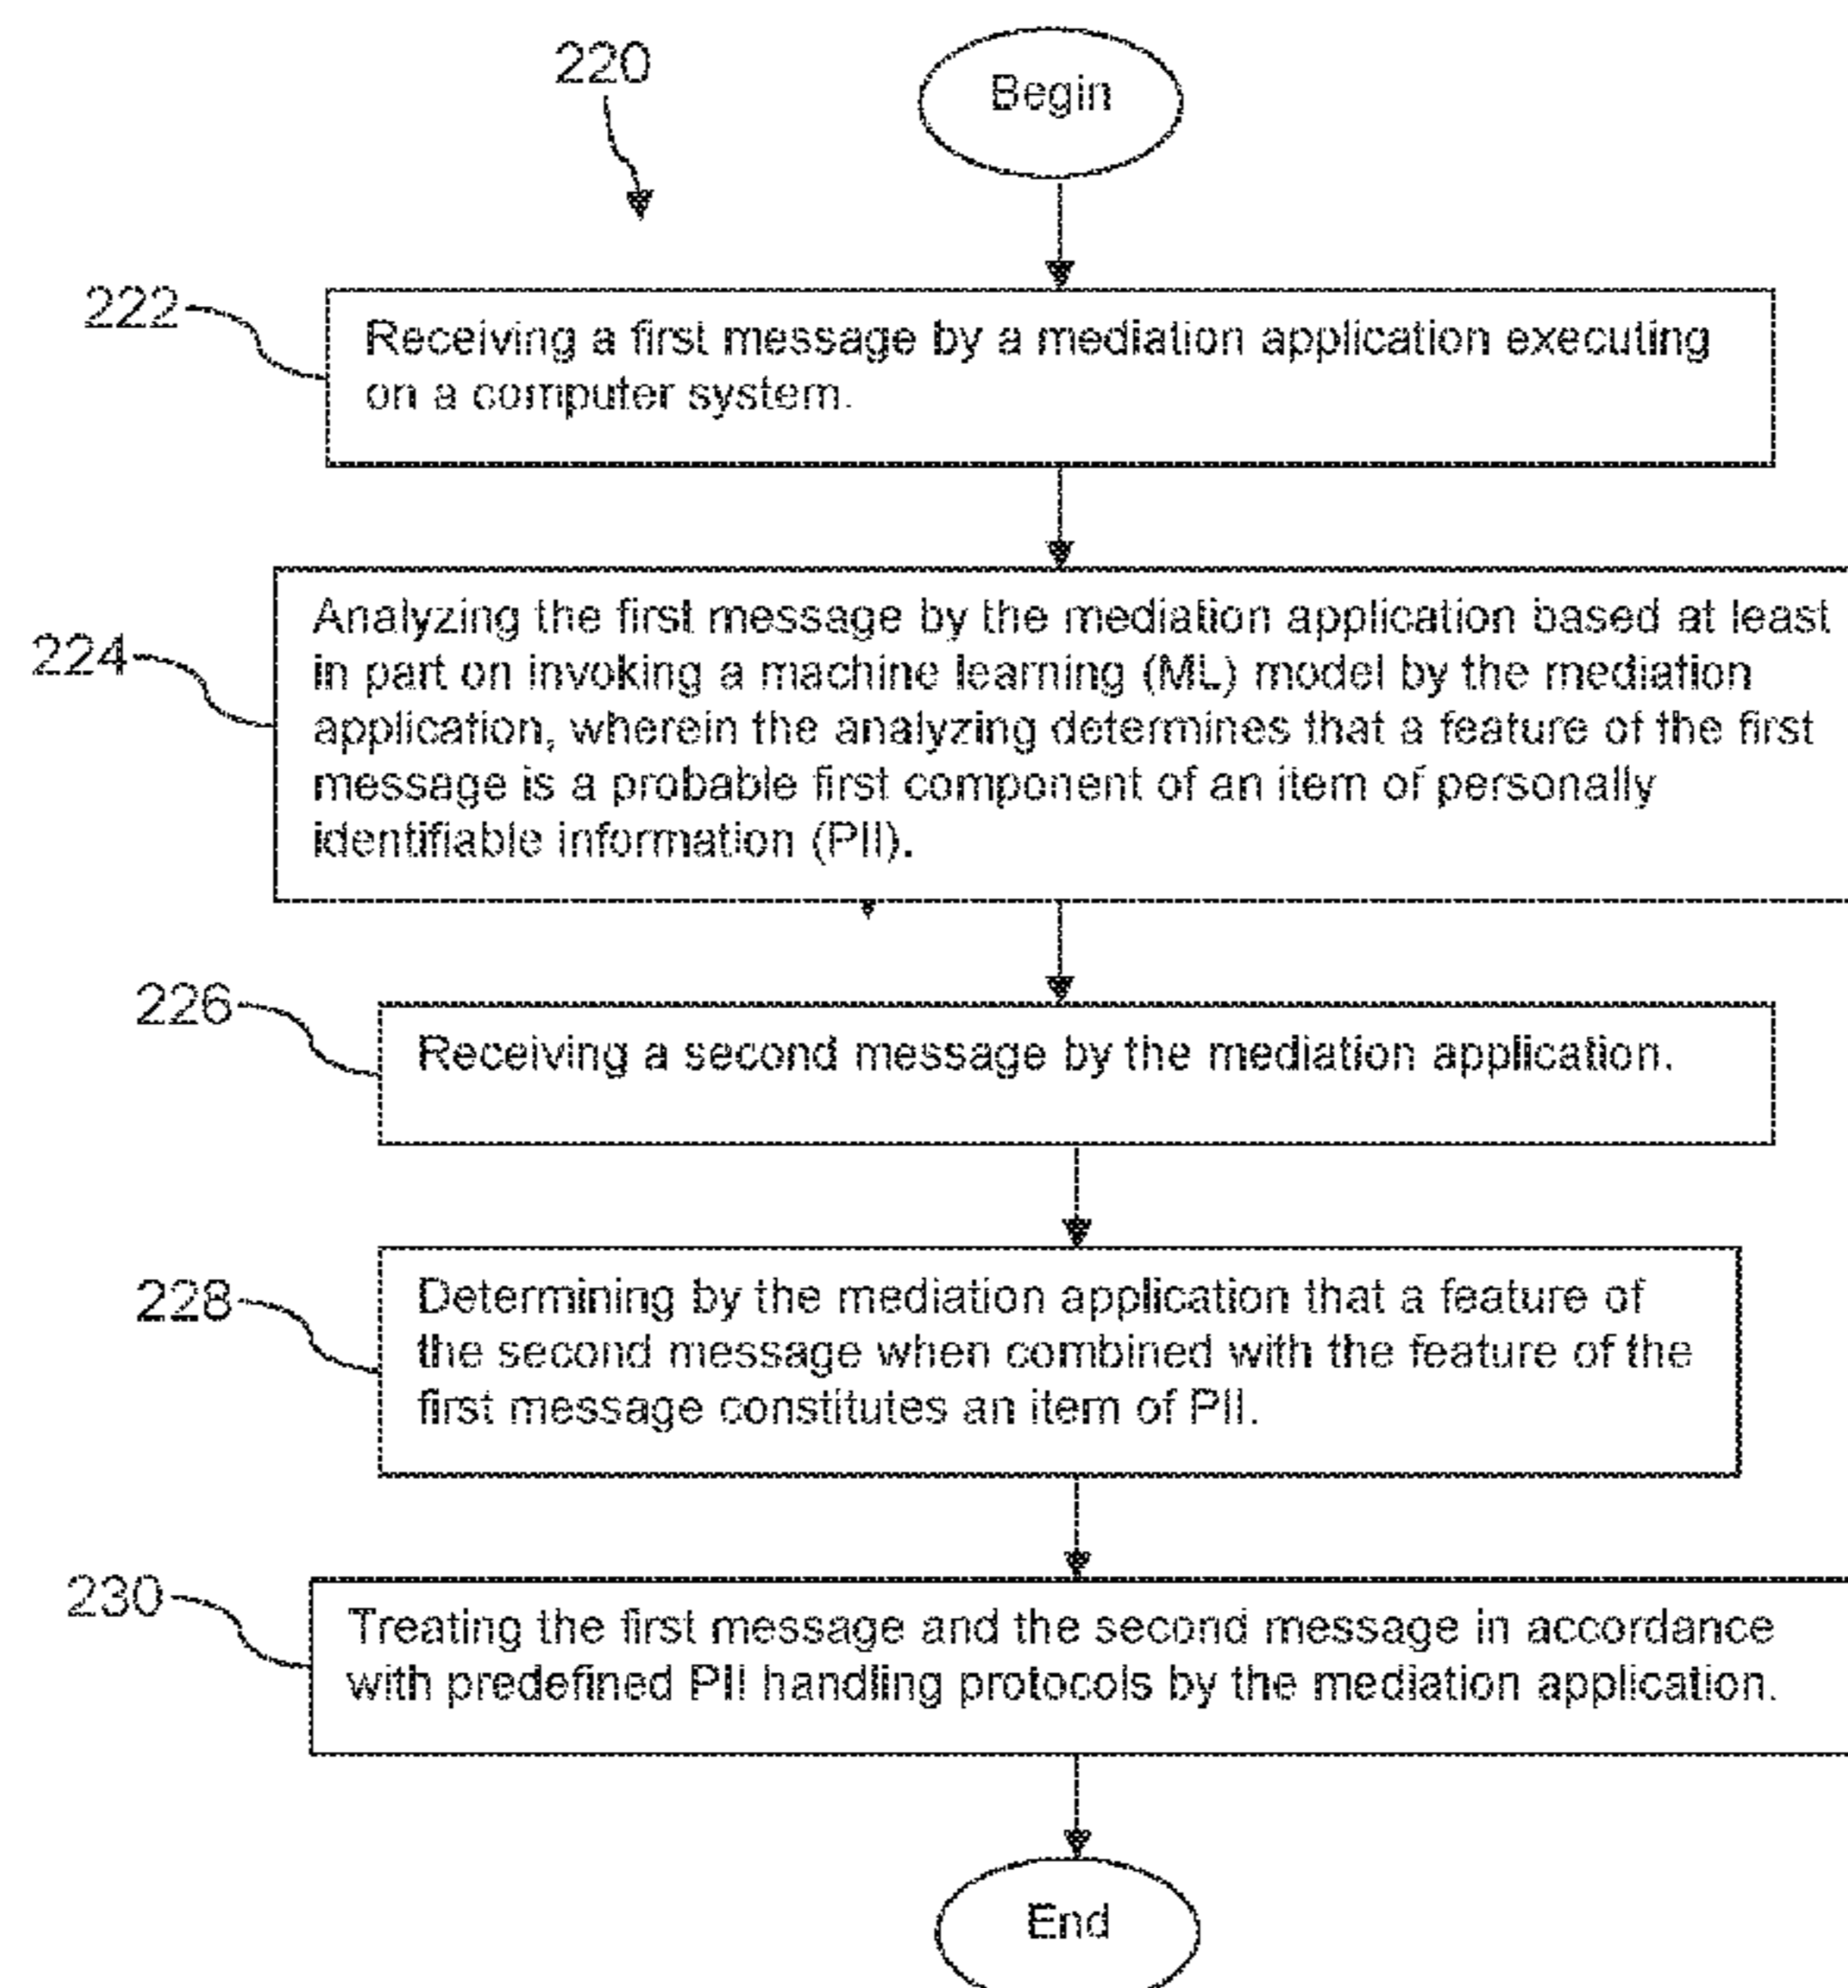 220
Begin
222
Receiving a first message by a mediation application executing
on a computer system.
224
Analyzing the first message by the mediation application based at least
in part on invoking a machine learning (ML) model by the mediation
application, wherein the analyzing determines that a feature of the first
message is a probable first component of an item of personally
identifiable information (PII).
226
Receiving a second message by the mediation application.
228
Determining by the mediation application that a feature of
the second message when combined with the feature of the
first message constitutes an item of PII.
230
Treating the first message and the second message in accordance
with predefined PII handling protocols by the mediation application.
End